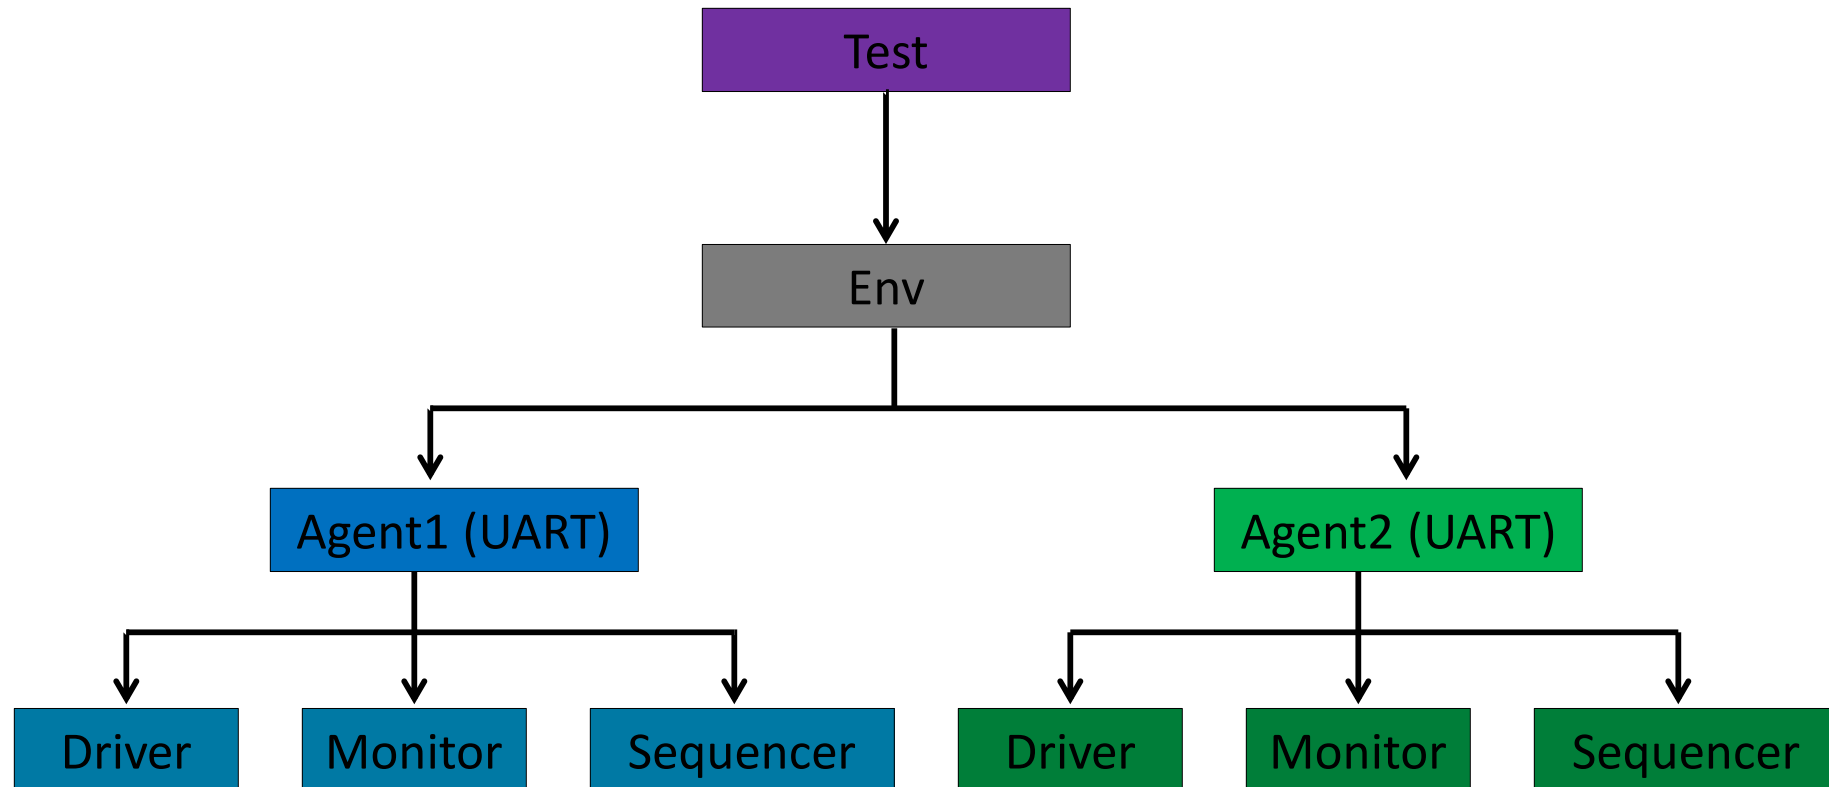 Test
Env
Agent1 (UART)
Agent2 (UART)
Driver
Monitor
Sequencer
Driver
Monitor
Sequencer